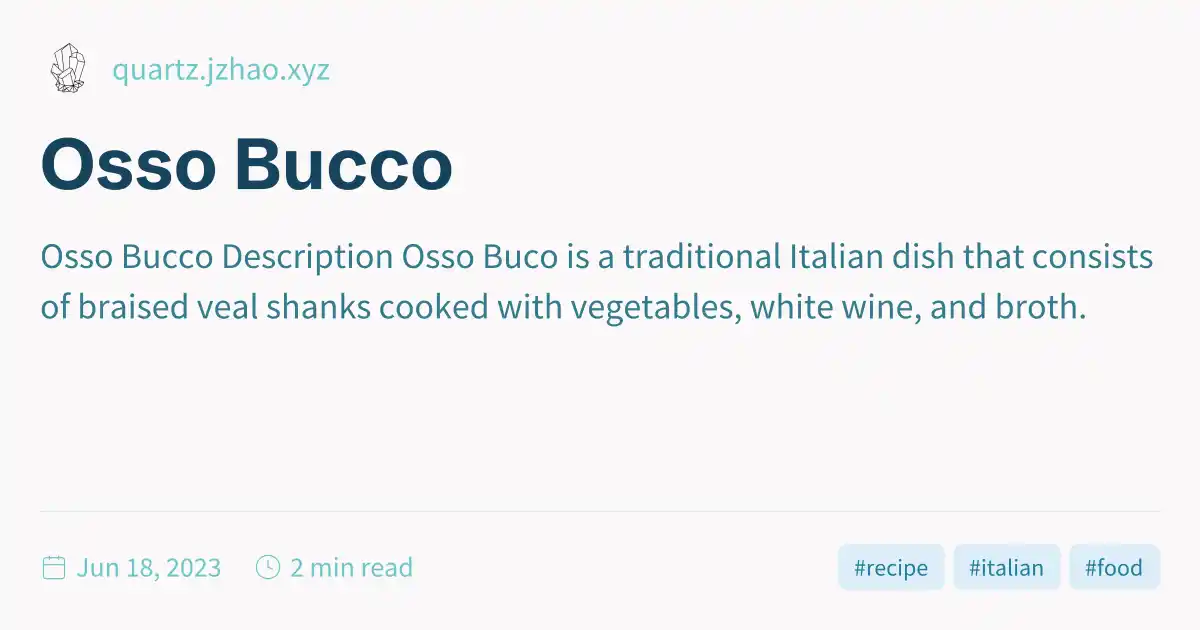 quartz.jzhao.xyz
Osso Bucco
Osso Bucco Description Osso Buco is a traditional Italian dish that consists
of braised veal shanks cooked with vegetables, white wine, and broth.
Jun 18, 2023 2 min read #recipe #italian #food